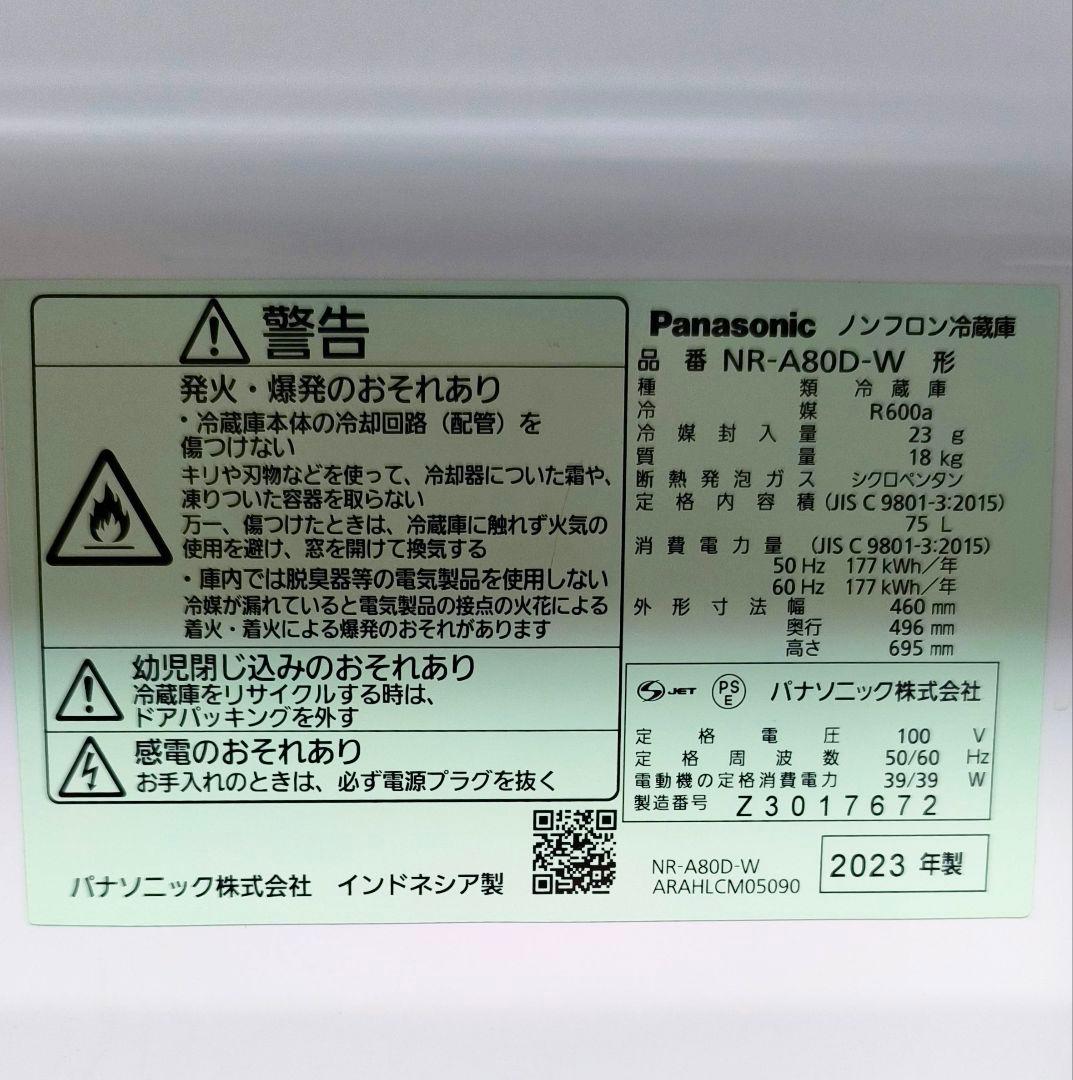 警告
発火・爆発のおそれあり
・冷蔵庫本体の冷却回路（配管）を
傷つけない
キリや刃物などを使って、冷却器についた霜や、
凍りついた容器を取らない
万一、傷つけたときは、冷蔵庫に触れず火気の
使用を避け、窓を開けて換気する
・庫内では脱臭器等の電気製品を使用しない
冷媒が漏れていると電気製品の接点の火花による
着火・着火による爆発のおそれがあります
幼児閉じ込みのおそれあり
冷蔵庫をリサイクルする時は、
ドアパッキングを外す
感電のおそれあり
お手入れのときは、必ず電源プラグを抜く
パナソニック株式会社 インドネシア製
Panasonic ノンフロン冷蔵庫
品番 NR-A80D-W 形
種類 冷蔵庫
冷媒 R600a
冷媒封入量 23 g
質量 18 kg
断熱発泡ガス シクロペンタン
定格内容積 (JIS C 9801-3:2015)
75 L
消費電力量 (JIS C 9801-3:2015)
50 Hz 177 kWh／年
60 Hz 177 kWh／年
外形寸法 幅 460 mm
奥行 496 mm
高さ 695 mm
JET PSE パナソニック株式会社
定格電圧 100 V
定格周波数 50/60 Hz
電動機の定格消費電力 39/39 W
製造番号 Z3017672
NR-A80D-W
ARAHLCM05090
2023 年製